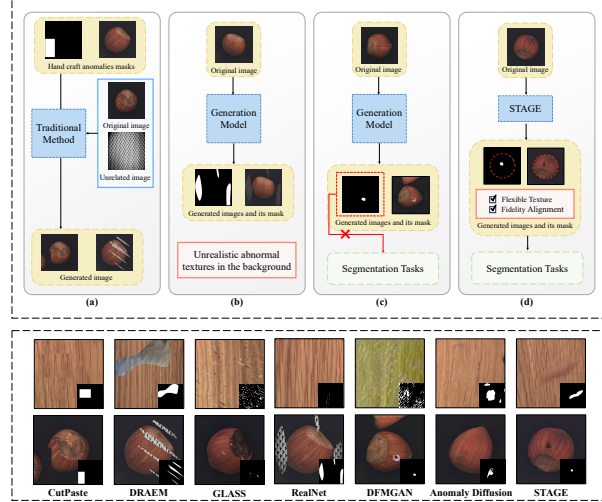 Hand craft anomalies masks
Traditional
Method
Original image
Unrelated image
Generated image
(a)
Original image
Generation
Model
Generated images and its mask
Unrealistic abnormal
textures in the background
(b)
Original image
Generation
Model
Generated images and its mask
Segmentation Tasks
(c)
Original image
STAGE
Flexible Texture
Fidelity Alignment
Generated images and its mask
Segmentation Tasks
(d)
CutPaste
DRAEM
GLASS
RealNet
DFMGAN
Anomaly Diffusion
STAGE